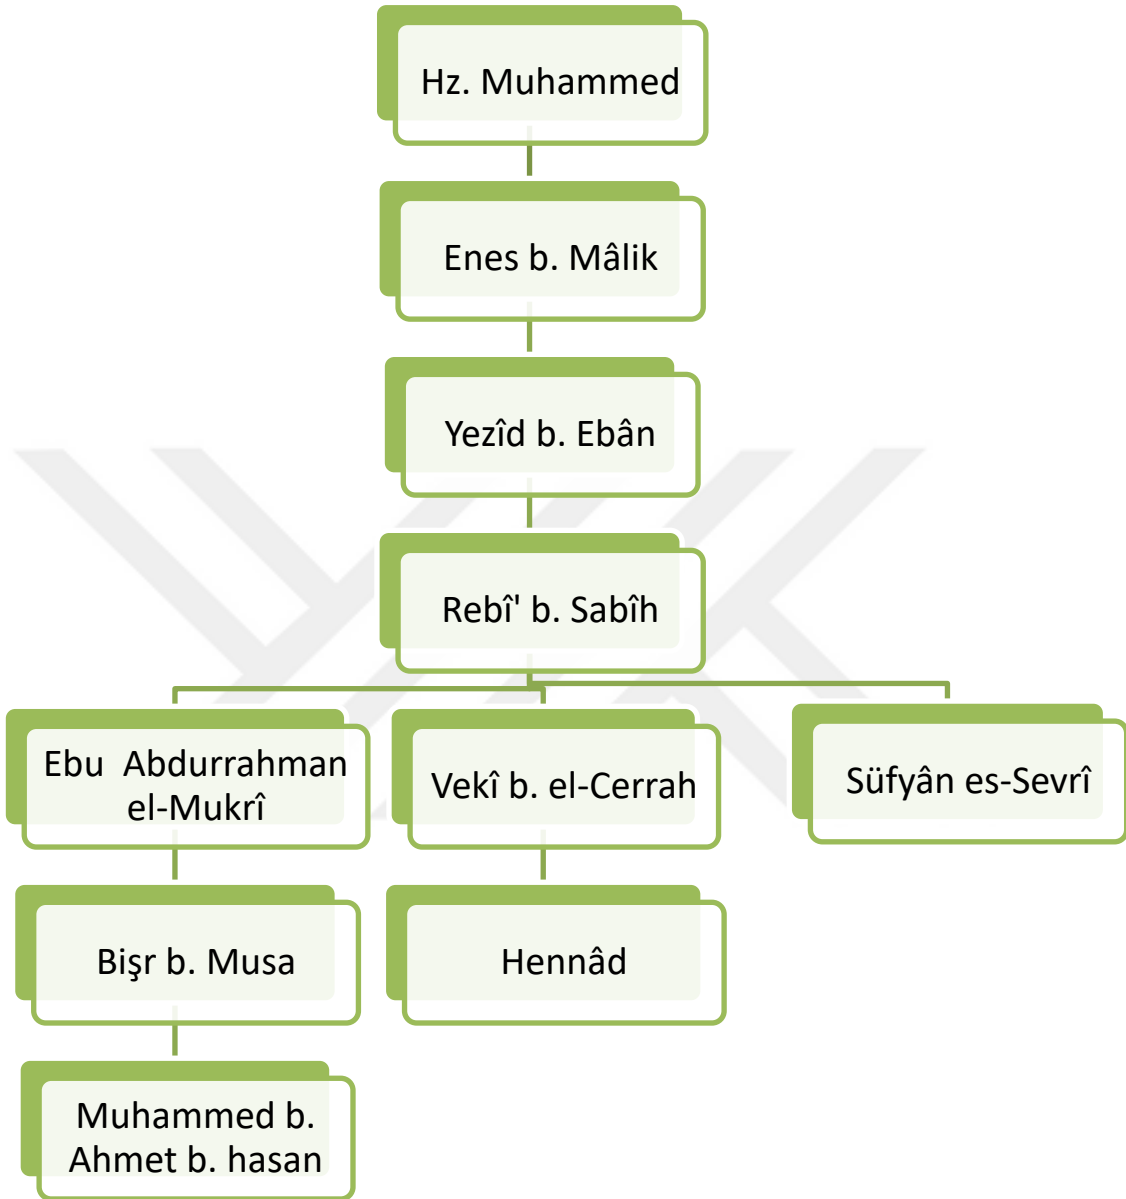 Hz. Muhammed
Enes b. Mâlik
Yezîd b. Ebân
Rebî' b. Sabîh
Ebu Abdurrahman
el-Mukrî
Vekî b. el-Cerrah
Süfyân es-Sevrî
Bişr b. Musa
Hennâd
Muhammed b.
Ahmet b. hasan